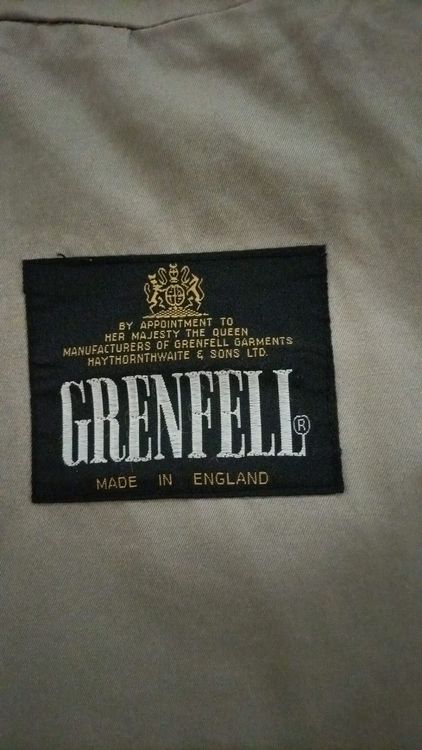 BY APPOINTMENT TO
HER MAJESTY THE QUEEN
MANUFACTURERS OF GRENFELL GARMENTS
HAYTHORNTHWAITE & SONS LTD.
GRENFELL®
MADE IN ENGLAND